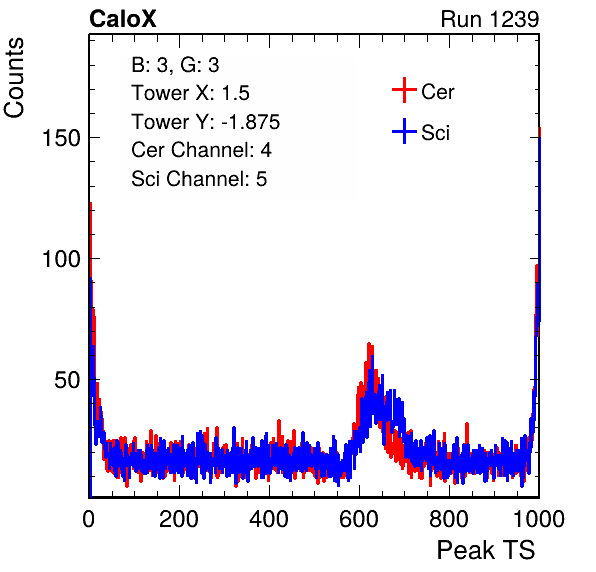 CaloX Run 1239
Counts
B: 3, G: 3
Tower X: 1.5
Tower Y: -1.875
Cer Channel: 4
Sci Channel: 5
Cer
Sci
150
100
50
0 200 400 600 800 1000
Peak TS